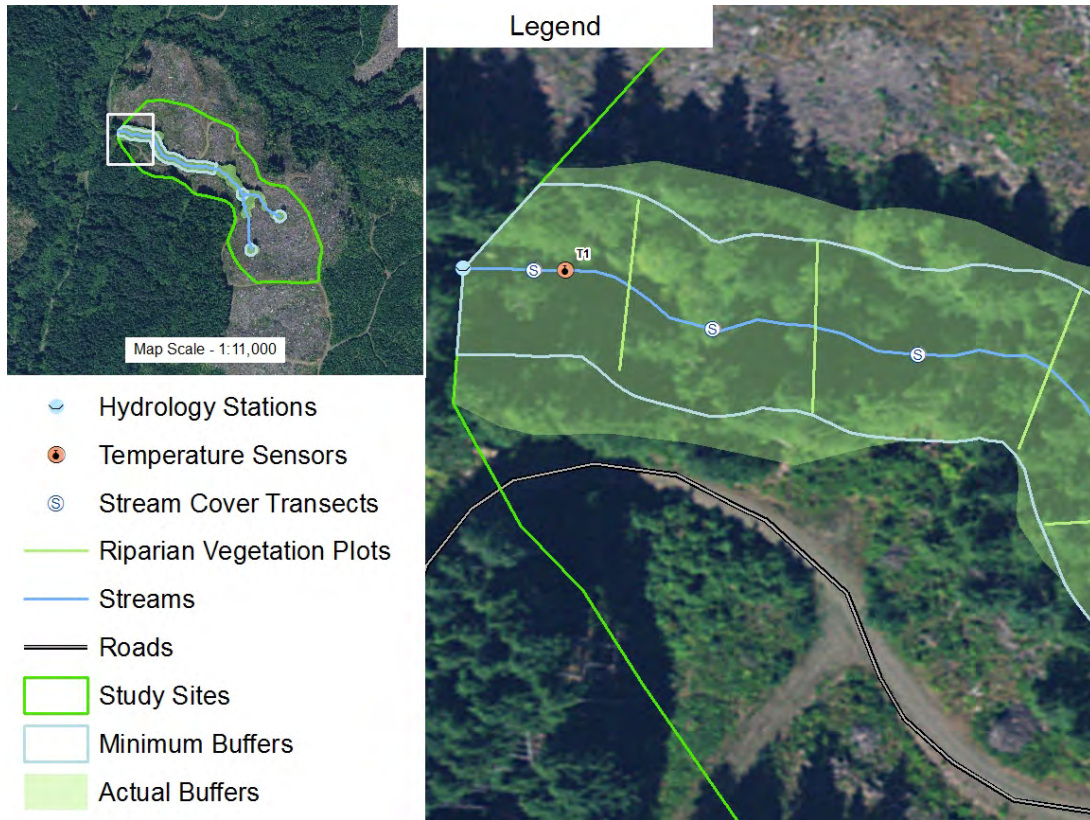 Legend
Map Scale - 1:11,000
Hydrology Stations
Temperature Sensors
S Stream Cover Transects
Riparian Vegetation Plots
Streams
Roads
Study Sites
Minimum Buffers
Actual Buffers
T1
S
S
S